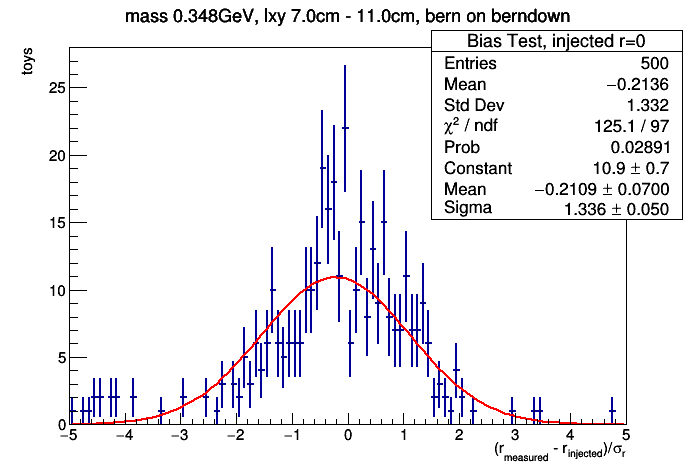 mass 0.348GeV, lxy 7.0cm - 11.0cm, bern on berndown
Bias Test, injected r=0
Entries 500
Mean −0.2136
Std Dev 1.332
χ² / ndf 125.1 / 97
Prob 0.02891
Constant 10.9 ± 0.7
Mean −0.2109 ± 0.0700
Sigma 1.336 ± 0.050
toys
25
20
15
10
5
0
−5 −4 −3 −2 −1 0 1 2 3 4 5
(r_measured - r_injected)/σ_r